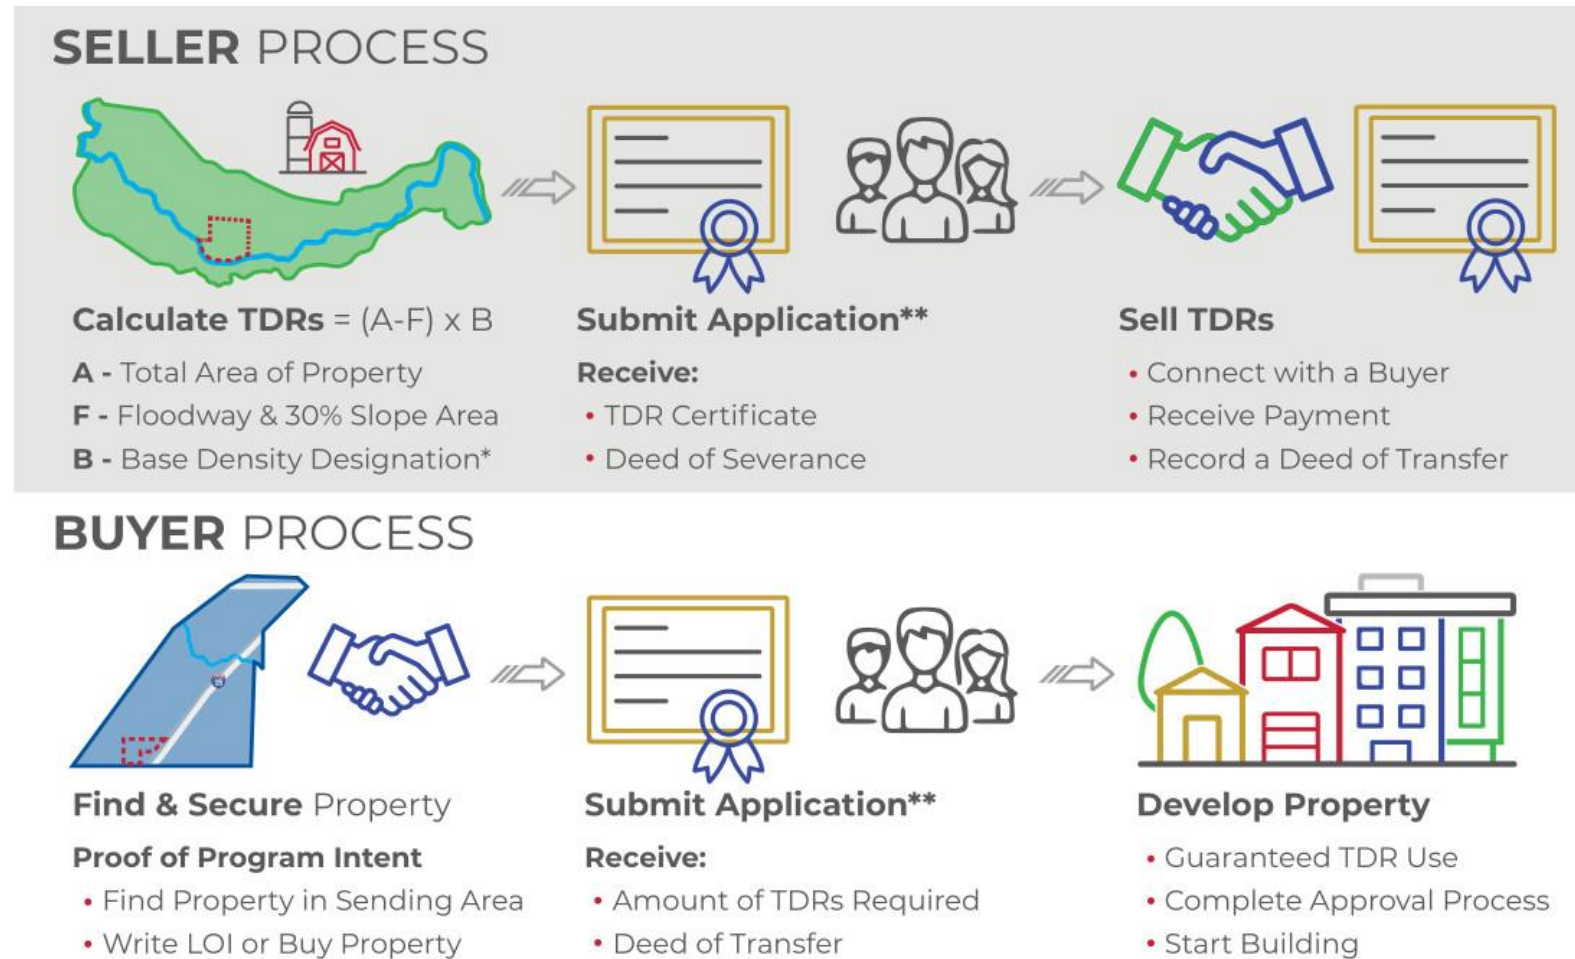 SELLER PROCESS
Calculate TDRs = (A-F) x B
A - Total Area of Property
F - Floodway & 30% Slope Area
B - Base Density Designation*
Submit Application**
Receive:
• TDR Certificate
• Deed of Severance
Sell TDRs
• Connect with a Buyer
• Receive Payment
• Record a Deed of Transfer
BUYER PROCESS
15
Find & Secure Property
Proof of Program Intent
• Find Property in Sending Area
• Write LOI or Buy Property
Submit Application**
Receive:
• Amount of TDRs Required
• Deed of Transfer
Develop Property
• Guaranteed TDR Use
• Complete Approval Process
• Start Building